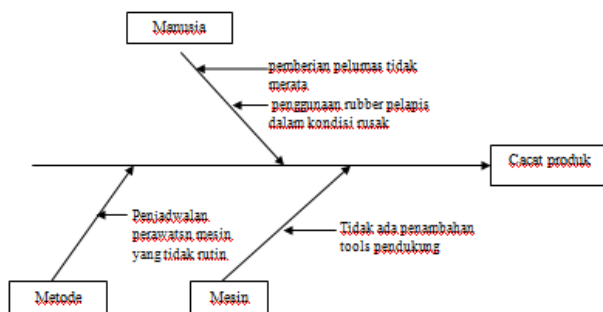 Manusia
pemberian pelumas tidak
merata
penggunaan rubber pelapis
dalam kondisi rusak
Cacat produk
Penjadwalan
perawatsn mesin
yang tidak rutin
Tidak ada penambahan
tools pendukung
Metode
Mesin